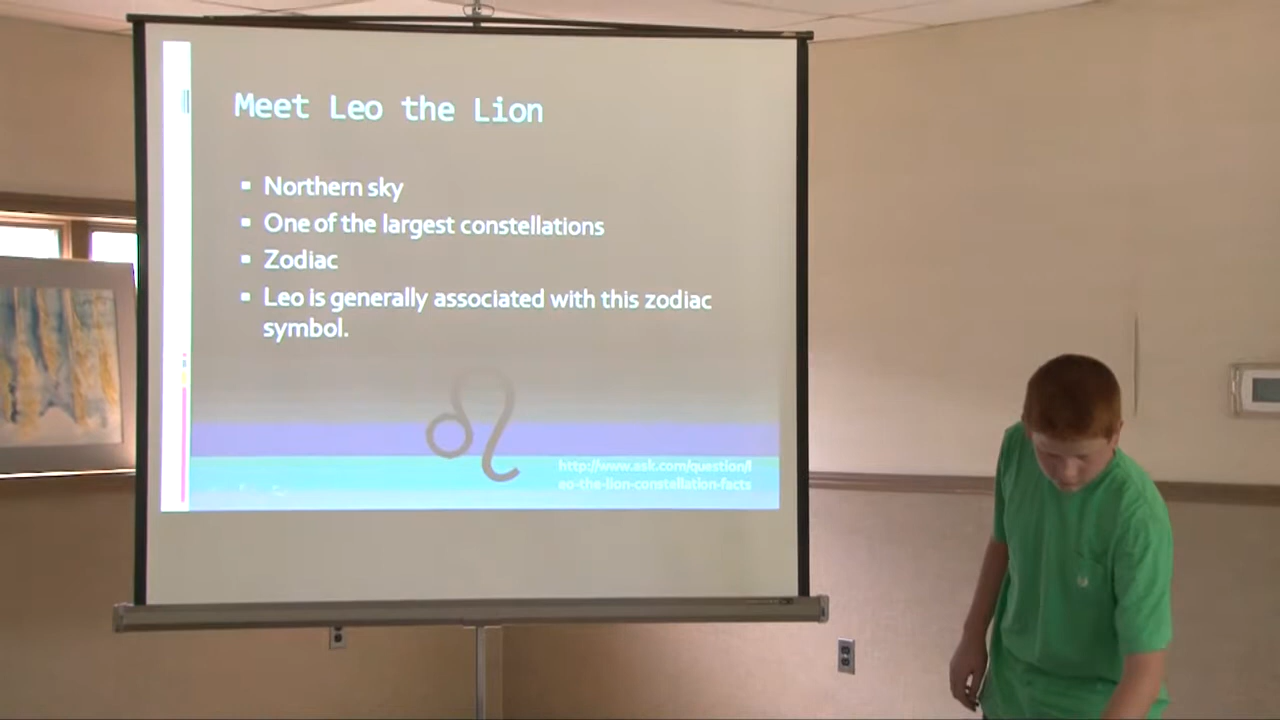 Meet Leo the Lion
Northern sky
One of the largest constellations
Zodiac
Leo is generally associated with this zodiac
symbol.
http://www.ask.com/question/l
eo-the-lion-constellation-facts